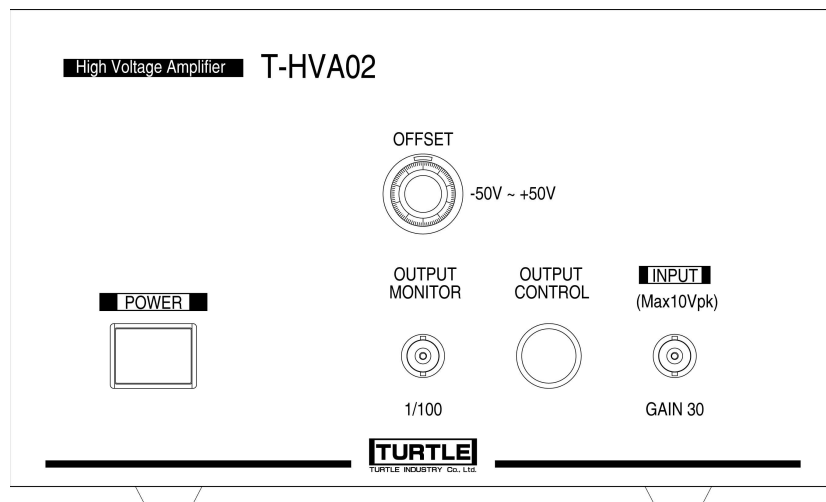 High Voltage Amplifier T-HVA02
OFFSET
-50V ~ +50V
OUTPUT
MONITOR
OUTPUT
CONTROL
INPUT
(Max10Vpk)
POWER
1/100
GAIN 30
TURTLE
TURTLE INDUSTRY Co., Ltd.